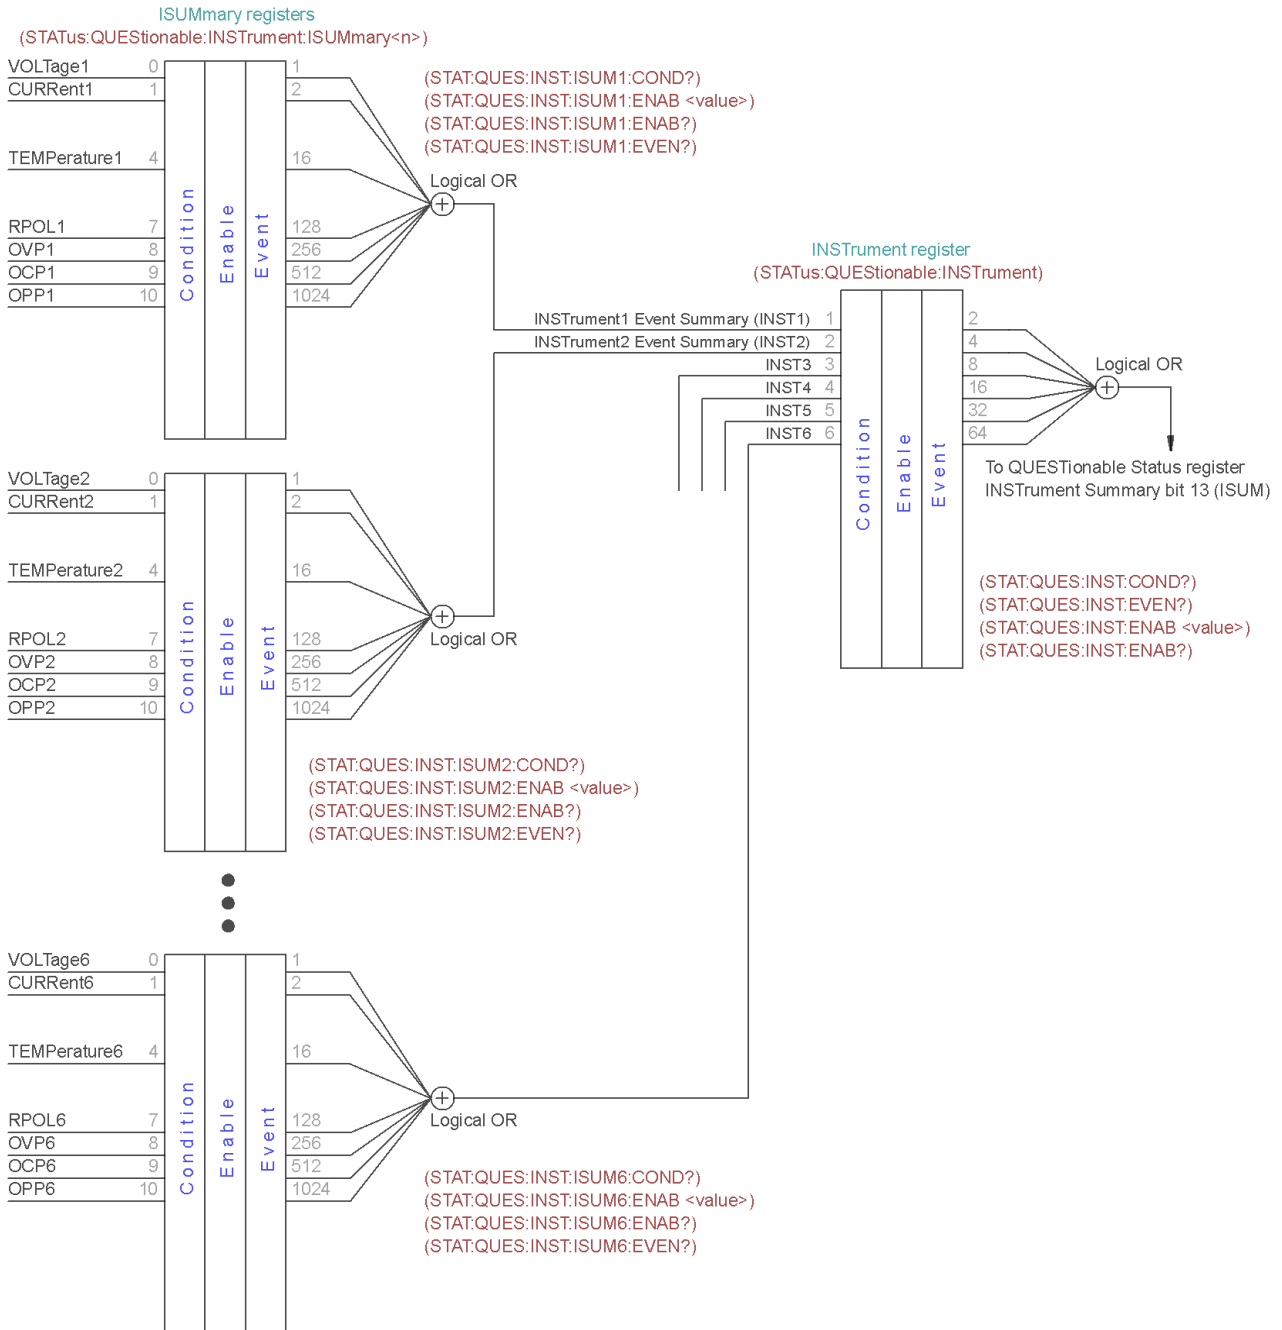 ISUMmary registers
(STATus:QUEStionable:INSTrument:ISUMmary<n>)
VOLTage1 0 1
CURRent1 1 2
TEMPerature1 4 16
RPOL1 7 128
OVP1 8 256
OCP1 9 512
OPP1 10 1024
Condition
Enable
Event
(STAT:QUES:INST:ISUM1:COND?)
(STAT:QUES:INST:ISUM1:ENAB <value>)
(STAT:QUES:INST:ISUM1:ENAB?)
(STAT:QUES:INST:ISUM1:EVEN?)
Logical OR
INSTrument register
(STATus:QUEStionable:INSTrument)
INSTrument1 Event Summary (INST1) 1 2
INSTrument2 Event Summary (INST2) 2 4
INST3 3 8
INST4 4 16
INST5 5 32
INST6 6 64
Condition
Enable
Event
Logical OR
To QUESTionable Status register
INSTrument Summary bit 13 (ISUM)
(STAT:QUES:INST:COND?)
(STAT:QUES:INST:EVEN?)
(STAT:QUES:INST:ENAB <value>)
(STAT:QUES:INST:ENAB?)
VOLTage2 0 1
CURRent2 1 2
TEMPerature2 4 16
RPOL2 7 128
OVP2 8 256
OCP2 9 512
OPP2 10 1024
Condition
Enable
Event
Logical OR
(STAT:QUES:INST:ISUM2:COND?)
(STAT:QUES:INST:ISUM2:ENAB <value>)
(STAT:QUES:INST:ISUM2:ENAB?)
(STAT:QUES:INST:ISUM2:EVEN?)
VOLTage6 0 1
CURRent6 1 2
TEMPerature6 4 16
RPOL6 7 128
OVP6 8 256
OCP6 9 512
OPP6 10 1024
Condition
Enable
Event
Logical OR
(STAT:QUES:INST:ISUM6:COND?)
(STAT:QUES:INST:ISUM6:ENAB <value>)
(STAT:QUES:INST:ISUM6:ENAB?)
(STAT:QUES:INST:ISUM6:EVEN?)